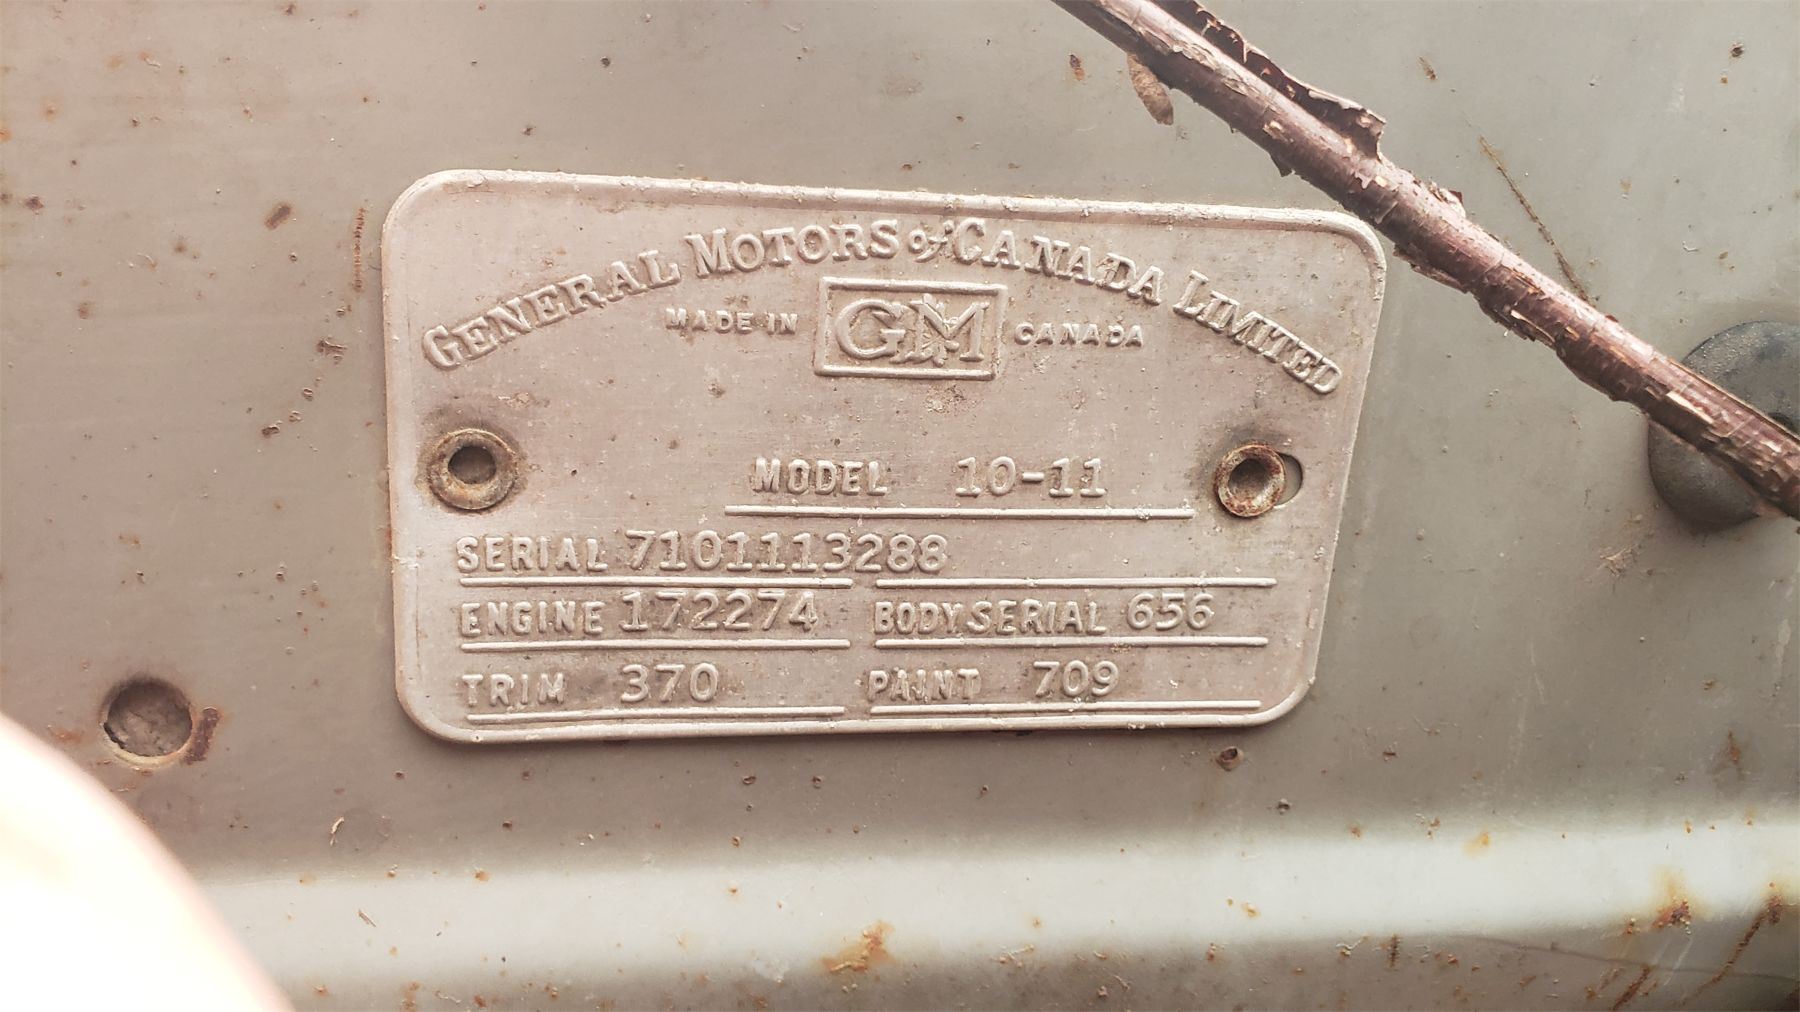 GENERAL MOTORS of CANADA LIMITED
MADE IN GM CANADA
MODEL 10-11
SERIAL 7101113288
ENGINE 172274 BODY SERIAL 656
TRIM 370 PAINT 709